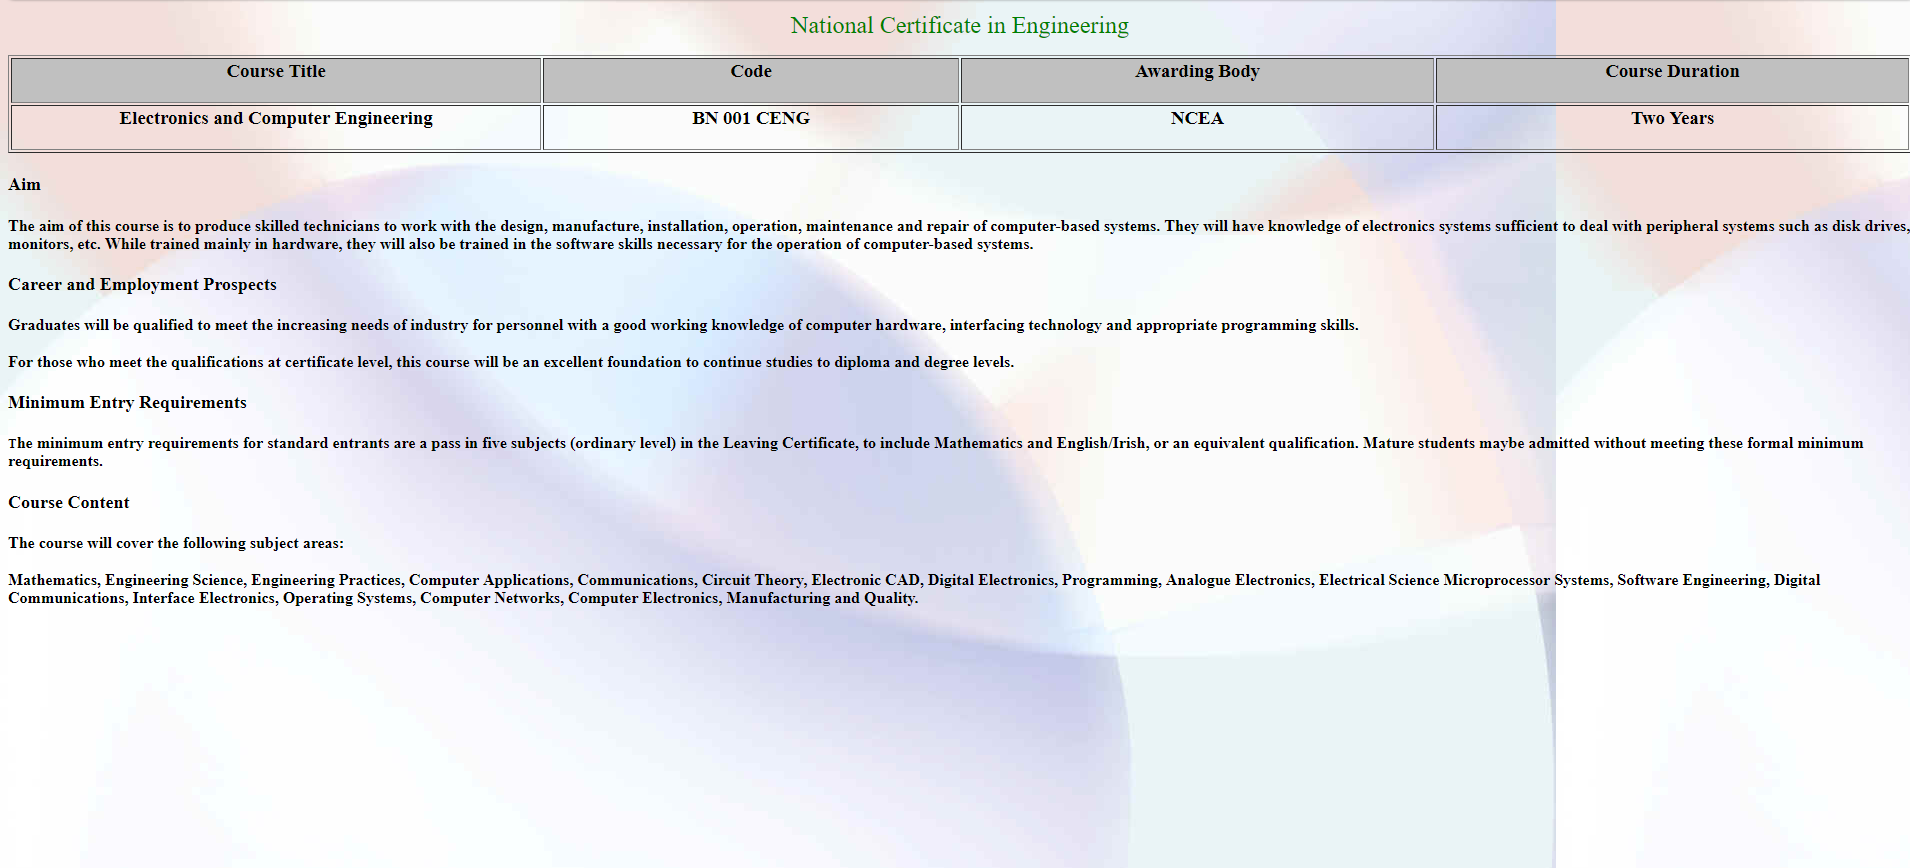 National Certificate in Engineering
Course Title Code Awarding Body Course Duration
Electronics and Computer Engineering BN 001 CENG NCEA Two Years
Aim
The aim of this course is to produce skilled technicians to work with the design, manufacture, installation, operation, maintenance and repair of computer-based systems. They will have knowledge of electronics systems sufficient to deal with peripheral systems such as disk drives,
monitors, etc. While trained mainly in hardware, they will also be trained in the software skills necessary for the operation of computer-based systems.
Career and Employment Prospects
Graduates will be qualified to meet the increasing needs of industry for personnel with a good working knowledge of computer hardware, interfacing technology and appropriate programming skills.
For those who meet the qualifications at certificate level, this course will be an excellent foundation to continue studies to diploma and degree levels.
Minimum Entry Requirements
The minimum entry requirements for standard entrants are a pass in five subjects (ordinary level) in the Leaving Certificate, to include Mathematics and English/Irish, or an equivalent qualification. Mature students maybe admitted without meeting these formal minimum
requirements.
Course Content
The course will cover the following subject areas:
Mathematics, Engineering Science, Engineering Practices, Computer Applications, Communications, Circuit Theory, Electronic CAD, Digital Electronics, Programming, Analogue Electronics, Electrical Science Microprocessor Systems, Software Engineering, Digital
Communications, Interface Electronics, Operating Systems, Computer Networks, Computer Electronics, Manufacturing and Quality.